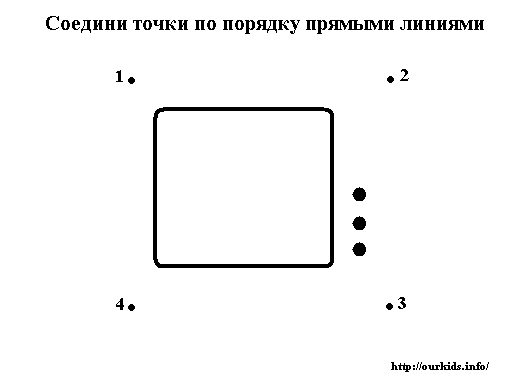 Соедини точки по порядку прямыми линиями
1 2
4 3
http://ourkids.info/